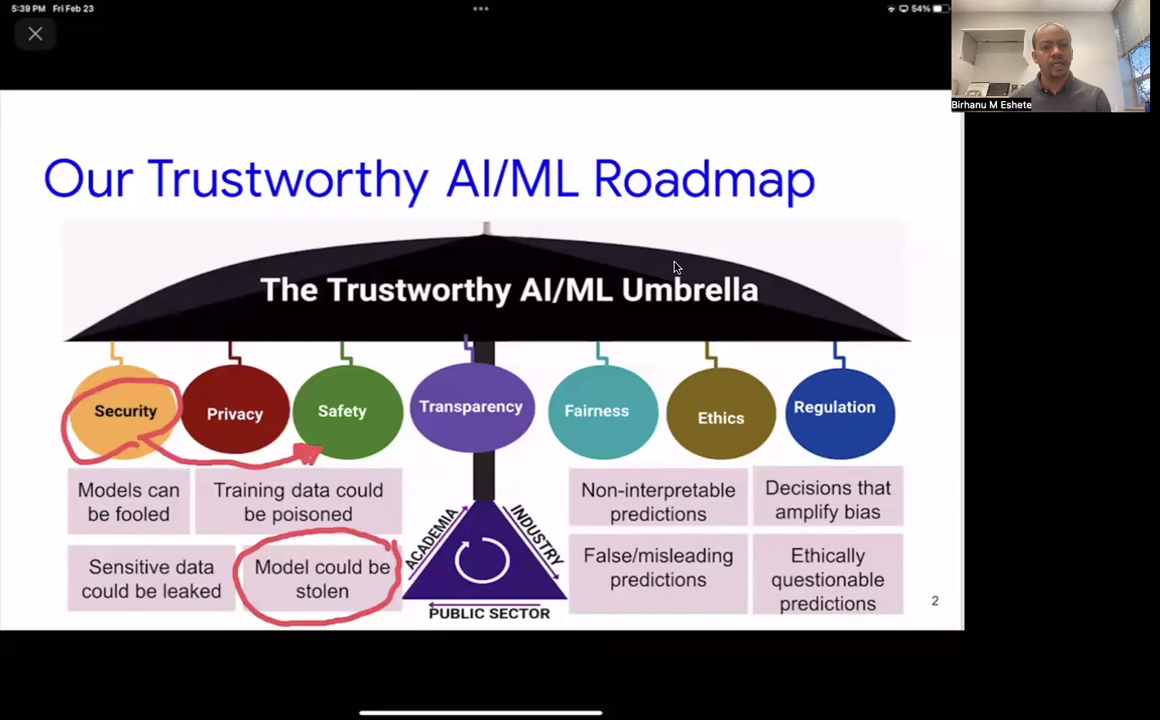 5:39 PM Fri Feb 23
54%
Birhanu M Eshete
Our Trustworthy AI/ML Roadmap
The Trustworthy AI/ML Umbrella
Security
Privacy
Safety
Transparency
Fairness
Ethics
Regulation
Models can
be fooled
Training data could
be poisoned
Sensitive data
could be leaked
Model could be
stolen
ACADEMIA
INDUSTRY
PUBLIC SECTOR
Non-interpretable
predictions
Decisions that
amplify bias
False/misleading
predictions
Ethically
questionable
predictions
2